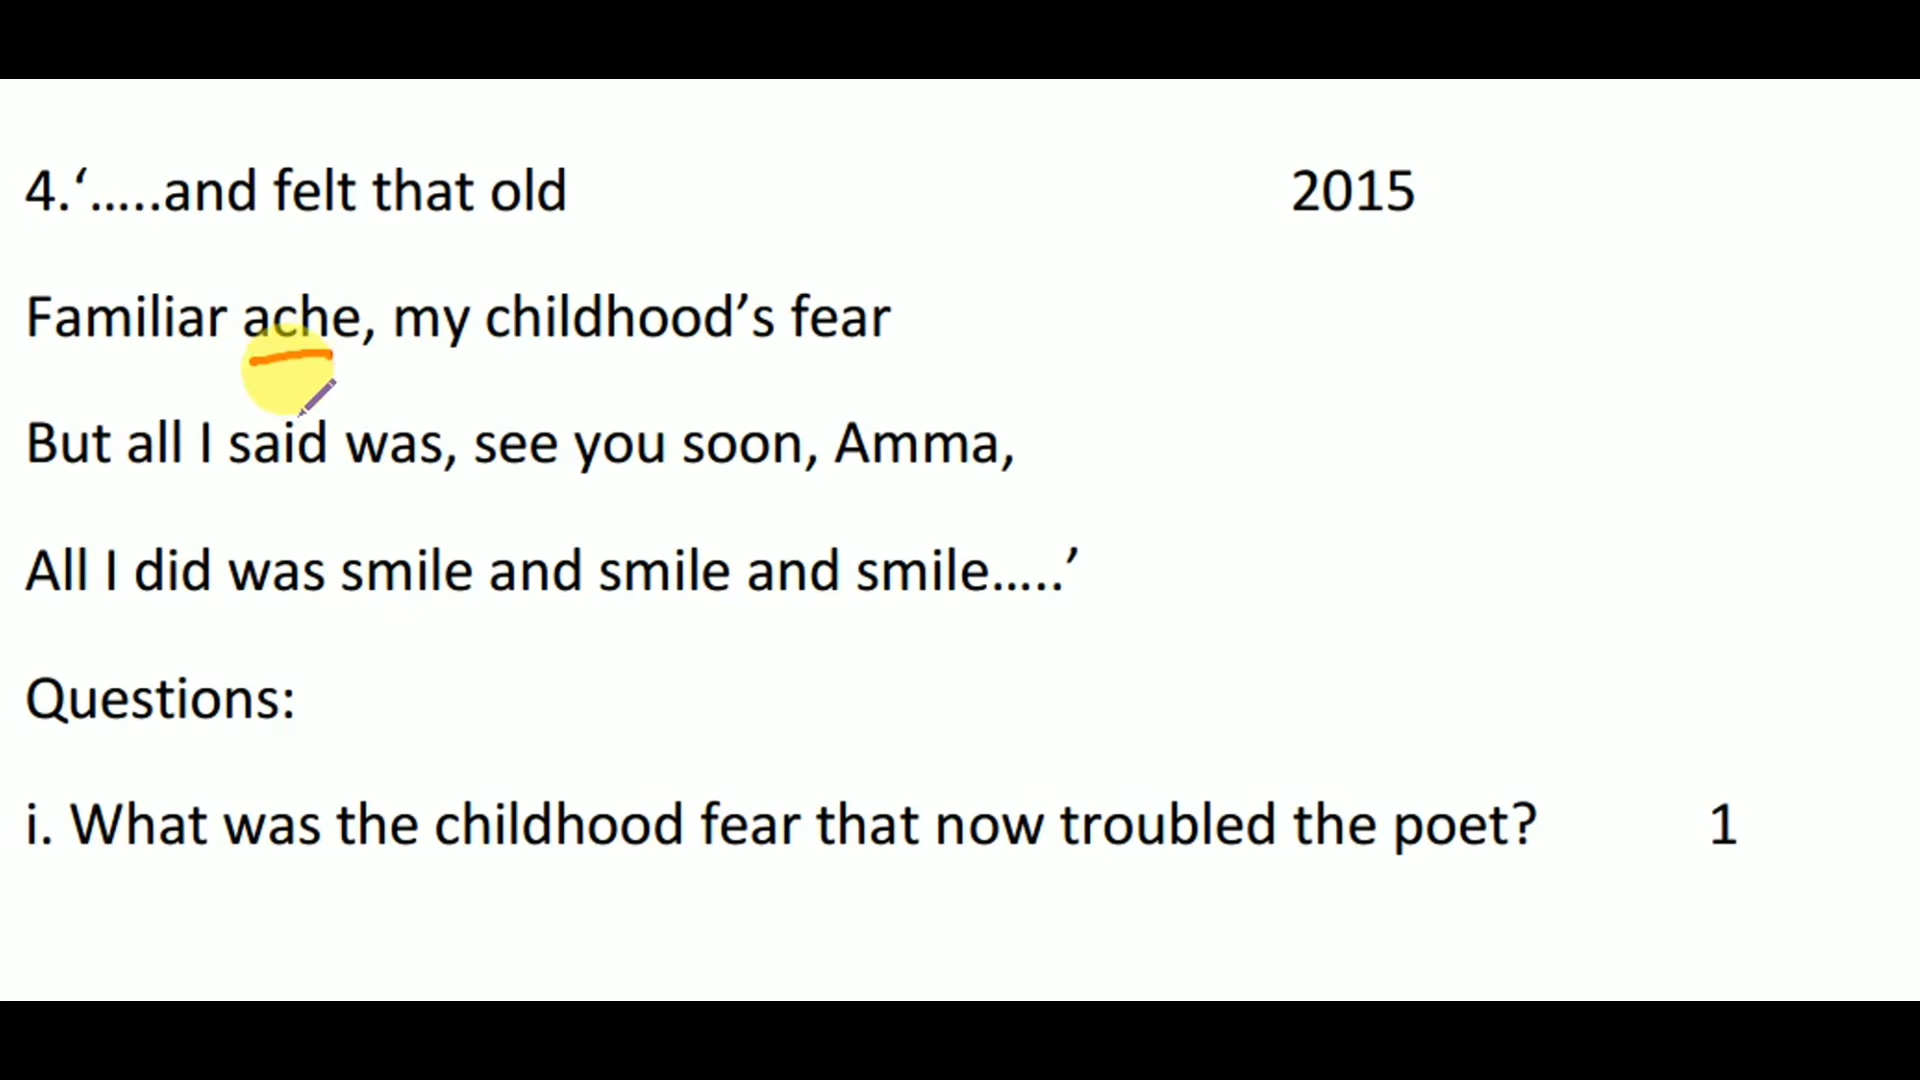 4.‘.....and felt that old 2015
Familiar ache, my childhood’s fear
But all I said was, see you soon, Amma,
All I did was smile and smile and smile.....’
Questions:
i. What was the childhood fear that now troubled the poet? 1